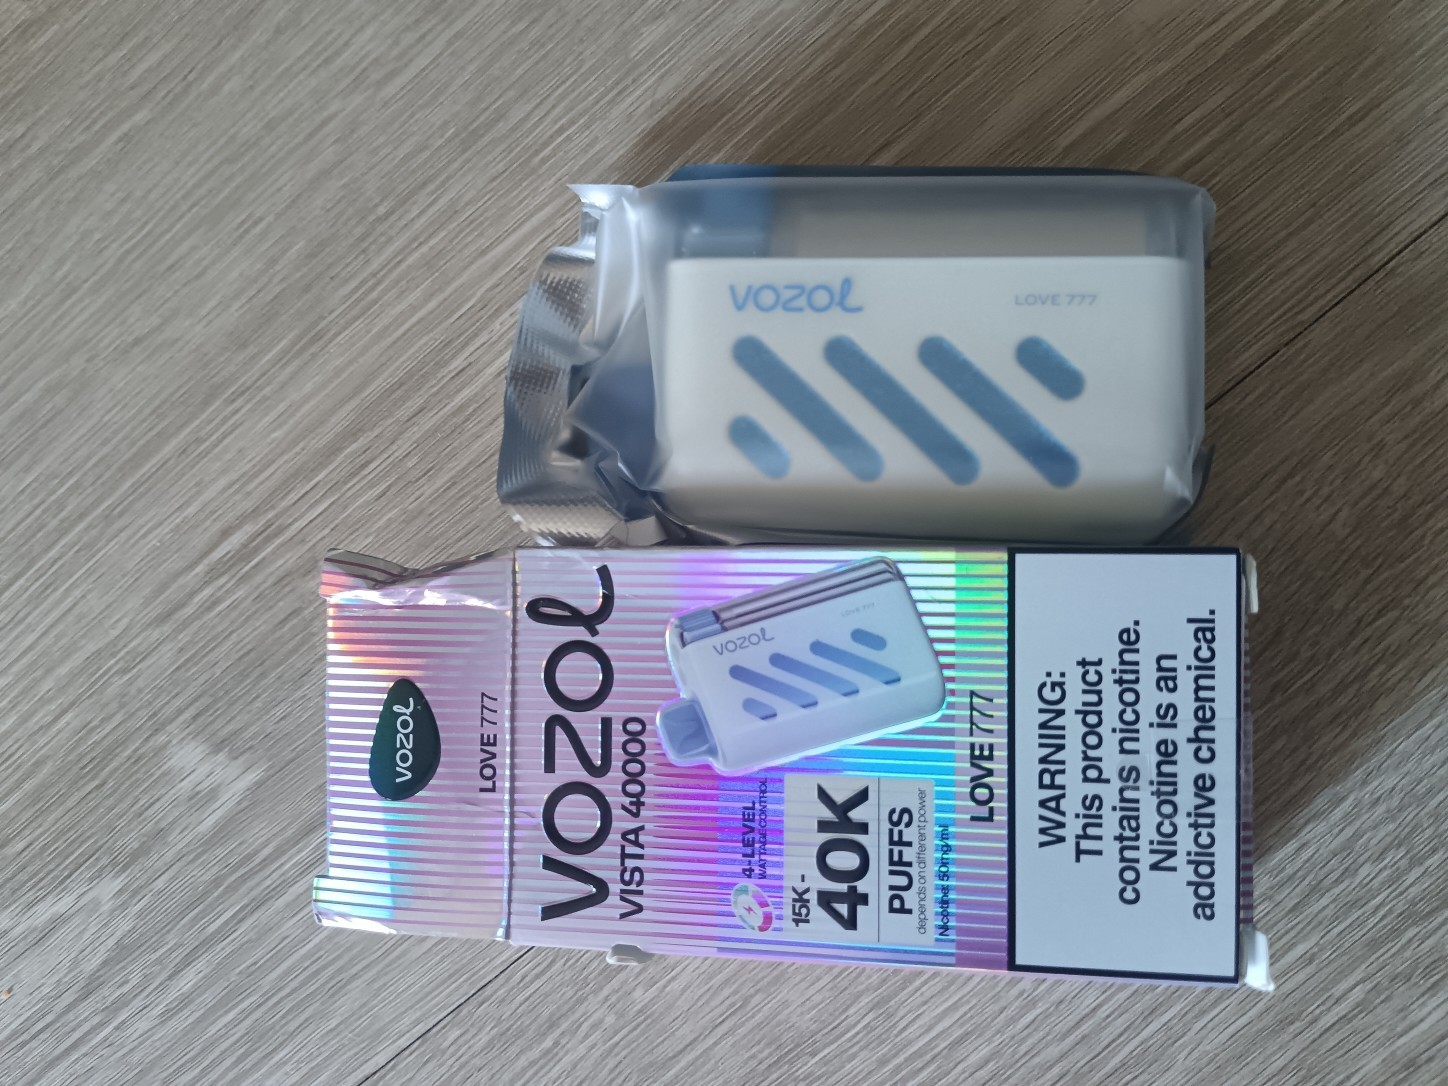 VOZOL
LOVE 777
VOZOL
LOVE 777
VOZOL
VISTA 40000
VOZOL
LOVE 777
4-LEVEL
WATTAGE CONTROL
15K-
40K
PUFFS
depends on different power
Nicotine: 50mg/ml
LOVE 777
WARNING:
This product
contains nicotine.
Nicotine is an
addictive chemical.